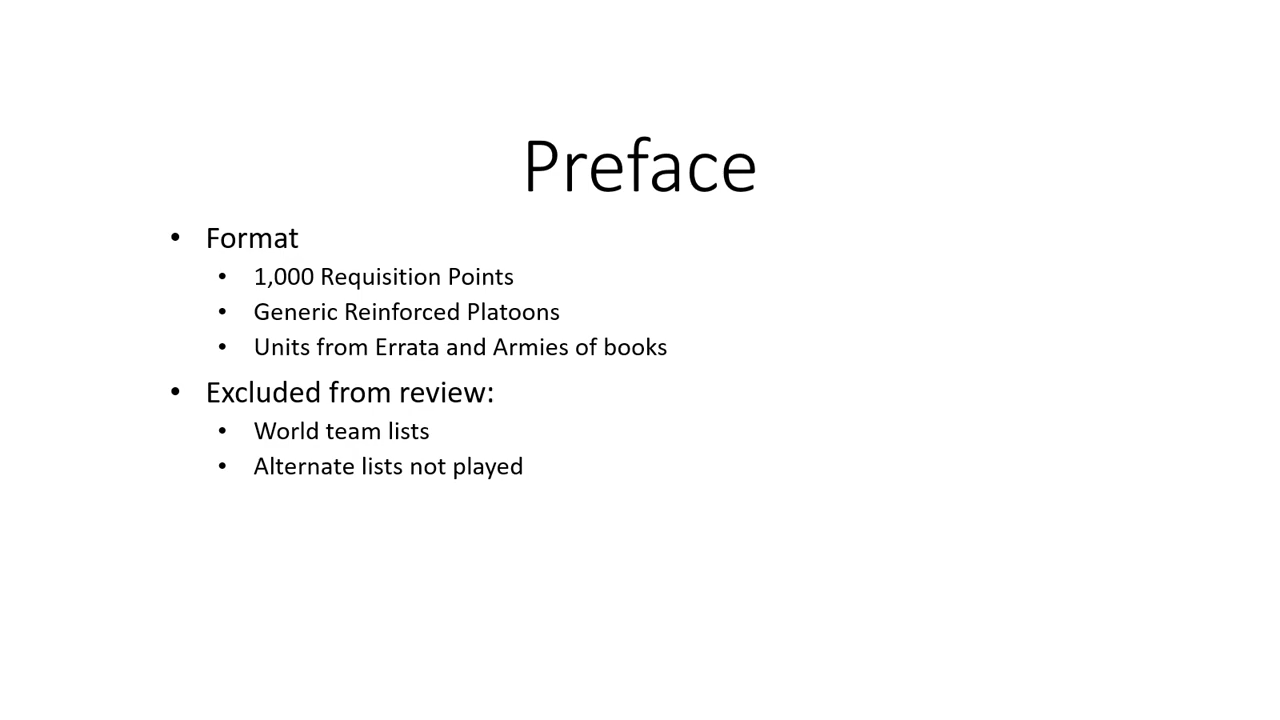 Preface
• Format
• 1,000 Requisition Points
• Generic Reinforced Platoons
• Units from Errata and Armies of books
• Excluded from review:
• World team lists
• Alternate lists not played